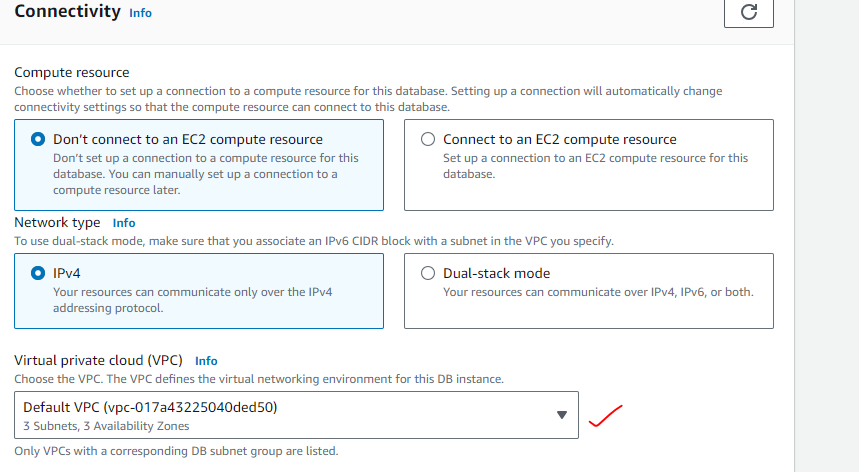 Connectivity Info
Compute resource
Choose whether to set up a connection to a compute resource for this database. Setting up a connection will automatically change
connectivity settings so that the compute resource can connect to this database.
Don't connect to an EC2 compute resource
Don't set up a connection to a compute resource for this
database. You can manually set up a connection to a
compute resource later.
Connect to an EC2 compute resource
Set up a connection to an EC2 compute resource for this
database.
Network type Info
To use dual-stack mode, make sure that you associate an IPv6 CIDR block with a subnet in the VPC you specify.
IPv4
Your resources can communicate only over the IPv4
addressing protocol.
Dual-stack mode
Your resources can communicate over IPv4, IPv6, or both.
Virtual private cloud (VPC) Info
Choose the VPC. The VPC defines the virtual networking environment for this DB instance.
Default VPC (vpc-017a43225040ded50)
3 Subnets, 3 Availability Zones
Only VPCs with a corresponding DB subnet group are listed.